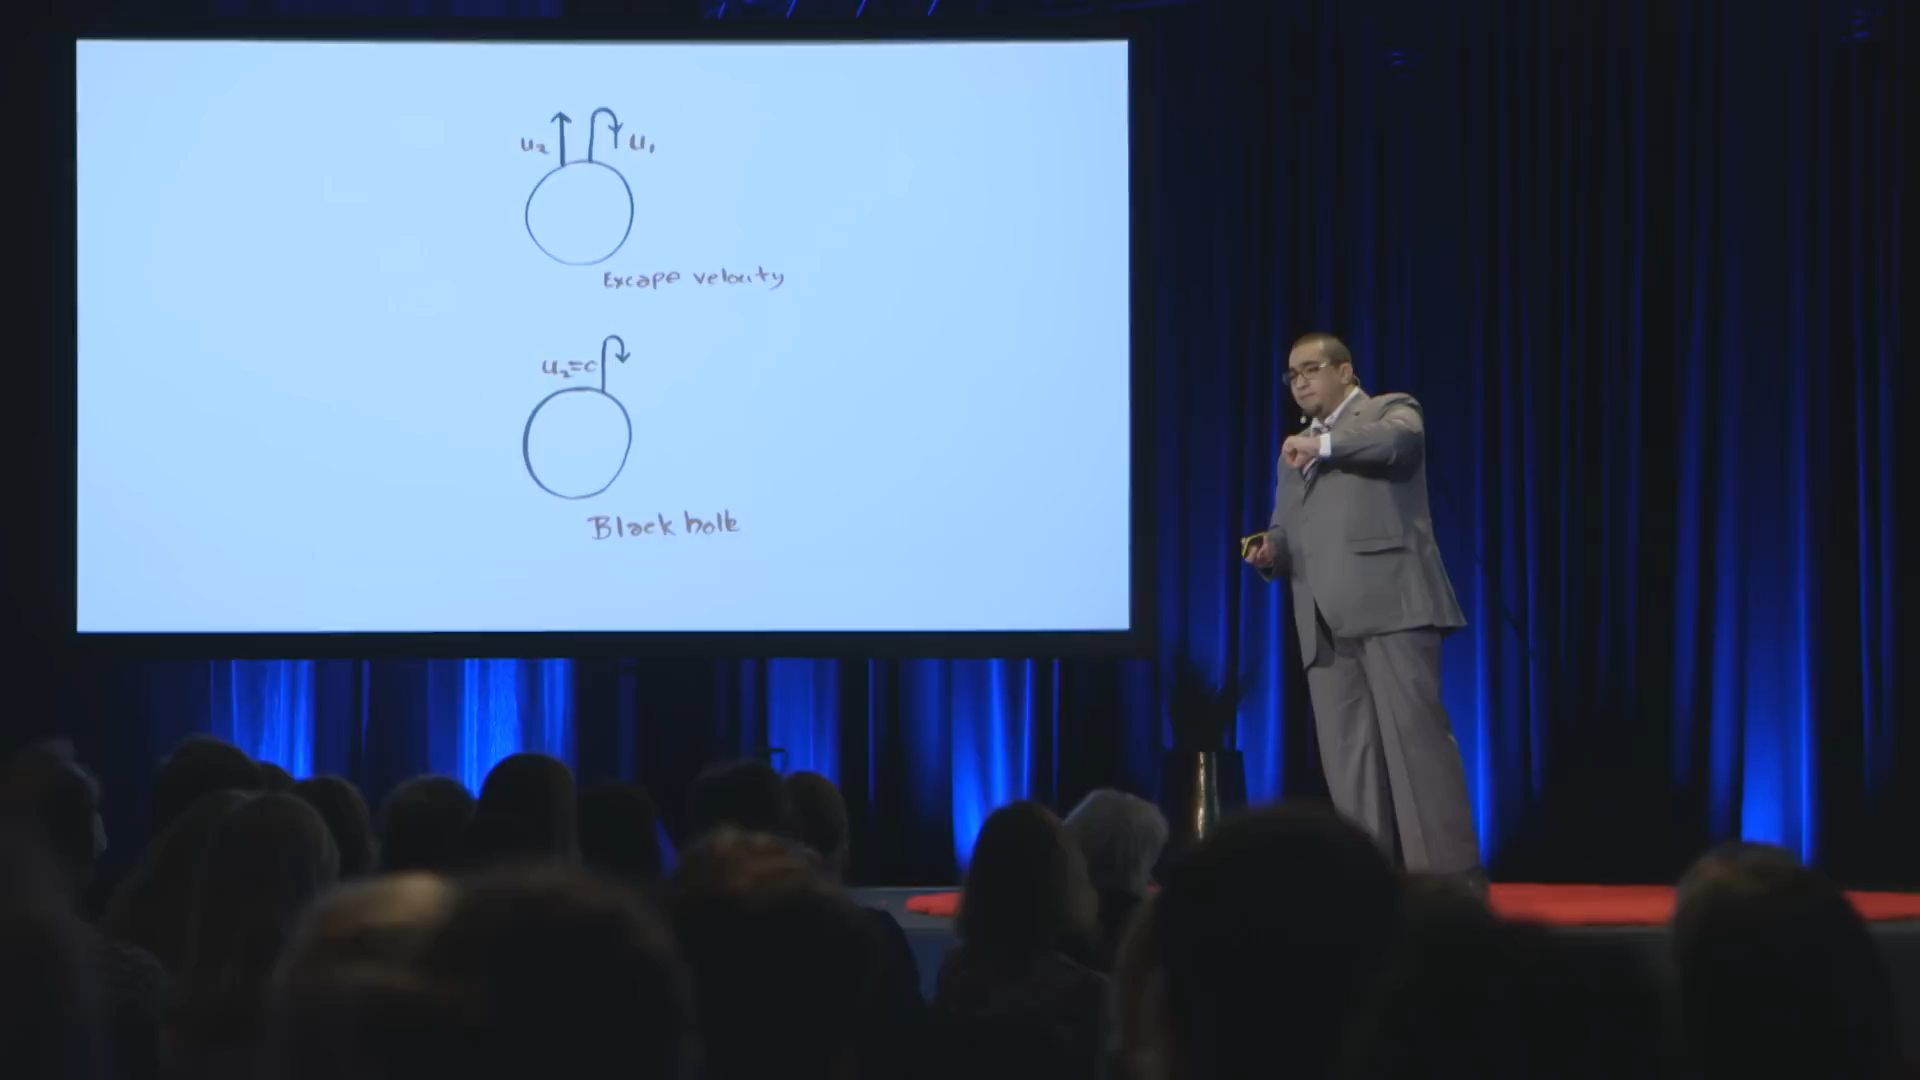 u₂ u₁
Excape velocity
u₂=c
Black hole